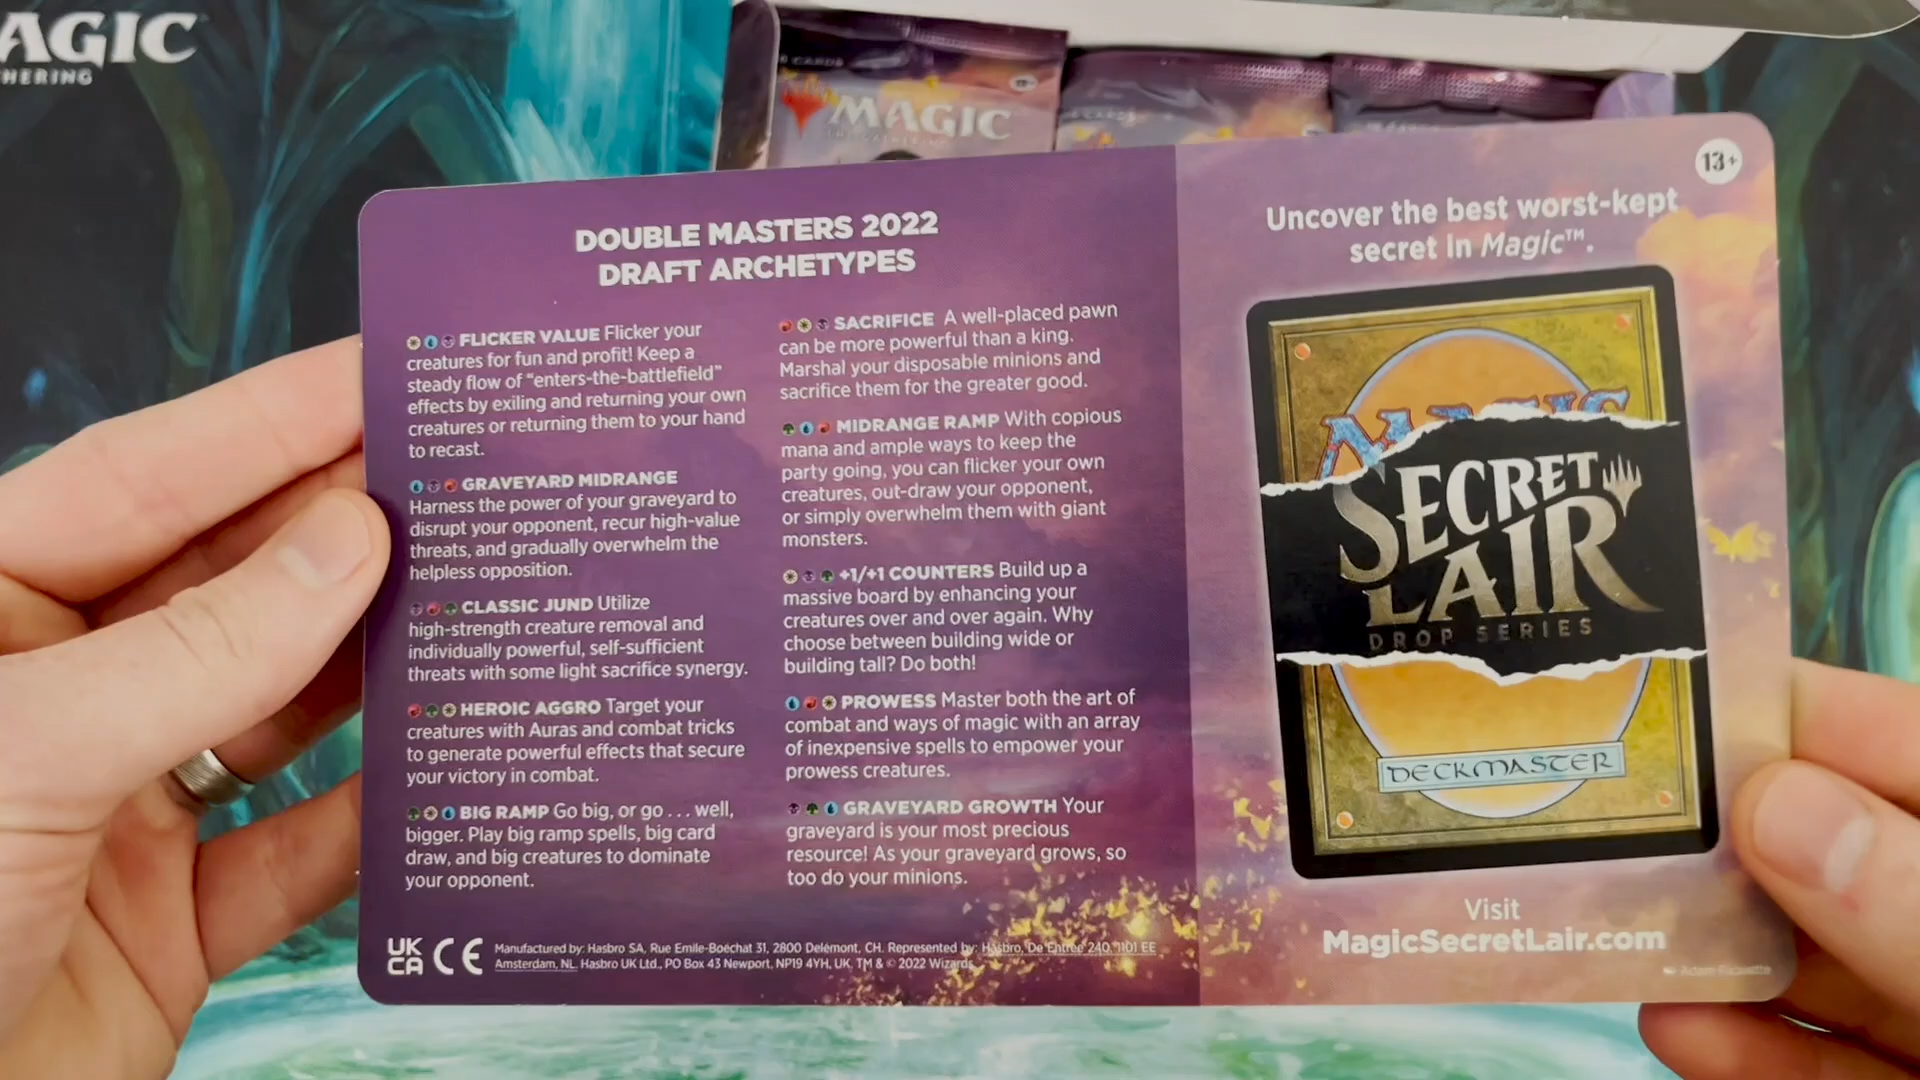 AGIC
HERING
MAGIC
CARDS
13+
DOUBLE MASTERS 2022
DRAFT ARCHETYPES
FLICKER VALUE Flicker your
creatures for fun and profit! Keep a
steady flow of "enters-the-battlefield"
effects by exiling and returning your own
creatures or returning them to your hand
to recast.
GRAVEYARD MIDRANGE
Harness the power of your graveyard to
disrupt your opponent, recur high-value
threats, and gradually overwhelm the
helpless opposition.
CLASSIC JUND Utilize
high-strength creature removal and
individually powerful, self-sufficient
threats with some light sacrifice synergy.
HEROIC AGGRO Target your
creatures with Auras and combat tricks
to generate powerful effects that secure
your victory in combat.
BIG RAMP Go big, or go . . . well,
bigger. Play big ramp spells, big card
draw, and big creatures to dominate
your opponent.
SACRIFICE A well-placed pawn
can be more powerful than a king.
Marshal your disposable minions and
sacrifice them for the greater good.
MIDRANGE RAMP With copious
mana and ample ways to keep the
party going, you can flicker your own
creatures, out-draw your opponent,
or simply overwhelm them with giant
monsters.
+1/+1 COUNTERS Build up a
massive board by enhancing your
creatures over and over again. Why
choose between building wide or
building tall? Do both!
PROWESS Master both the art of
combat and ways of magic with an array
of inexpensive spells to empower your
prowess creatures.
GRAVEYARD GROWTH Your
graveyard is your most precious
resource! As your graveyard grows, so
too do your minions.
UK
CA CE
Manufactured by: Hasbro SA, Rue Emile-Boéchat 31, 2800 Delémont, CH. Represented by: Hasbro, De Entrée 240, 1101 EE
Amsterdam, NL. Hasbro UK Ltd., PO Box 43 Newport, NP19 4YH, UK. TM & © 2022 Wizards
Uncover the best worst-kept
secret in Magic™.
MAGIC
SECRET
LAIR
DROP SERIES
DECKMASTER
Visit
MagicSecretLair.com